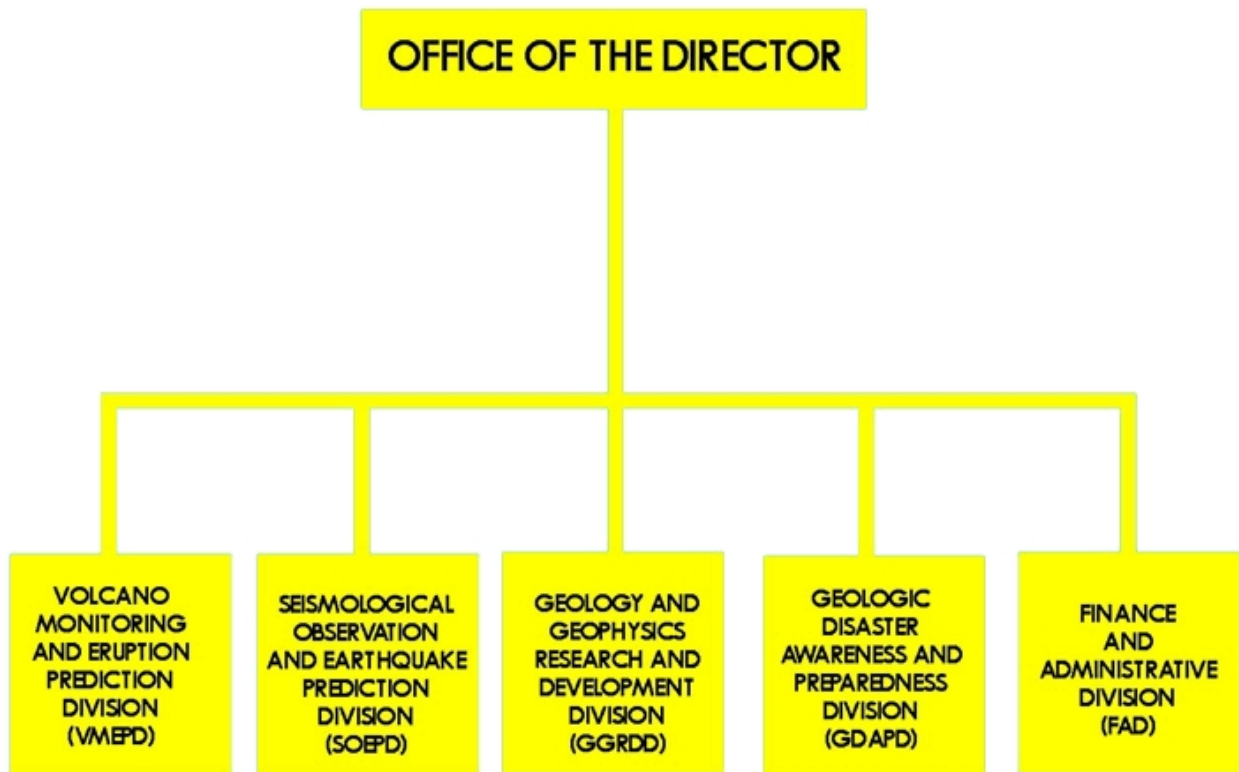 OFFICE OF THE DIRECTOR
VOLCANO
MONITORING
AND ERUPTION
PREDICTION
DIVISION
(VMEPD)
SEISMOLOGICAL
OBSERVATION
AND EARTHQUAKE
PREDICTION
DIVISION
(SOEPD)
GEOLOGY AND
GEOPHYSICS
RESEARCH AND
DEVELOPMENT
DIVISION
(GGRDD)
GEOLOGIC
DISASTER
AWARENESS AND
PREPAREDNESS
DIVISION
(GDAPD)
FINANCE
AND
ADMINISTRATIVE
DIVISION
(FAD)